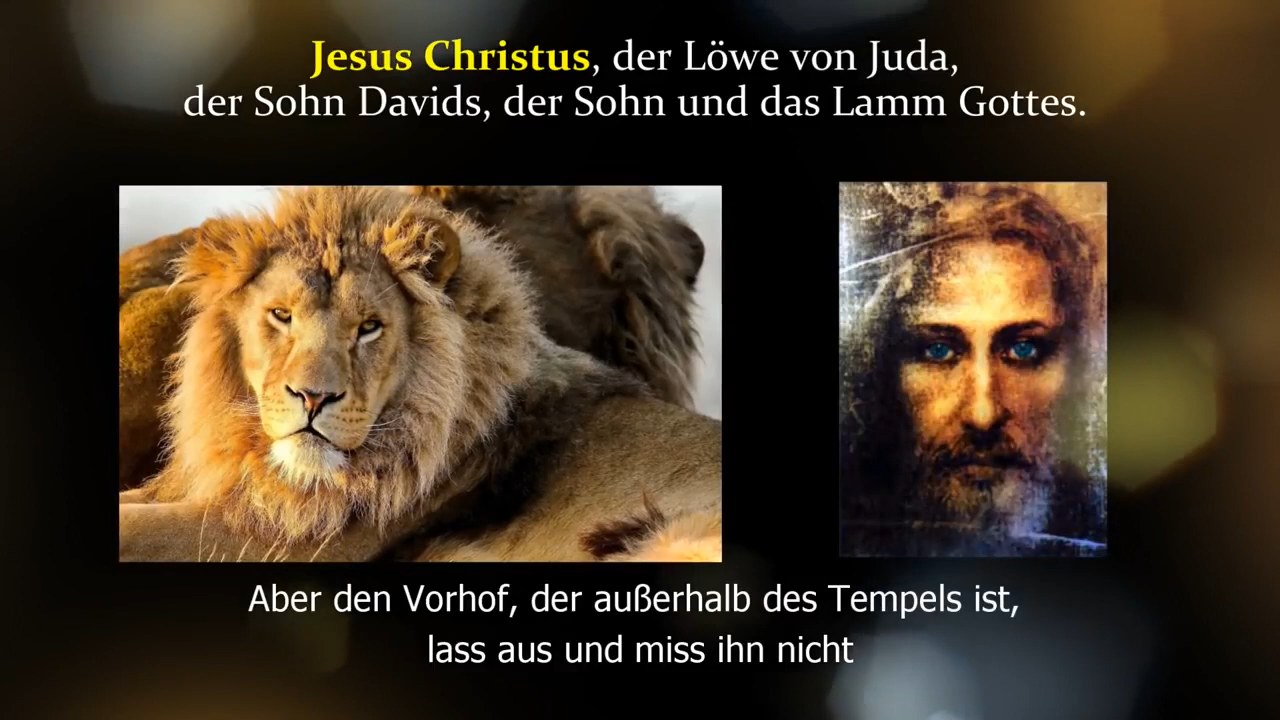 Jesus Christus, der Löwe von Juda,
der Sohn Davids, der Sohn und das Lamm Gottes.
Aber den Vorhof, der außerhalb des Tempels ist,
lass aus und miss ihn nicht